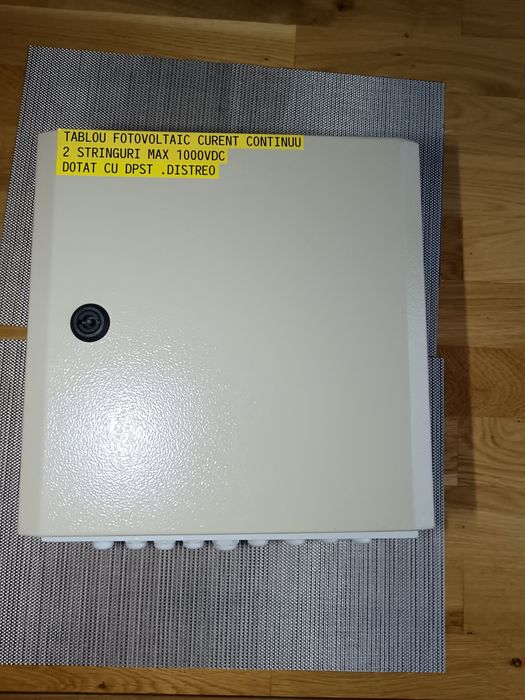 TABLOU FOTOVOLTAIC CURENT CONTINUU
2 STRINGURI MAX 1000VDC
DOTAT CU DPST .DISTREO